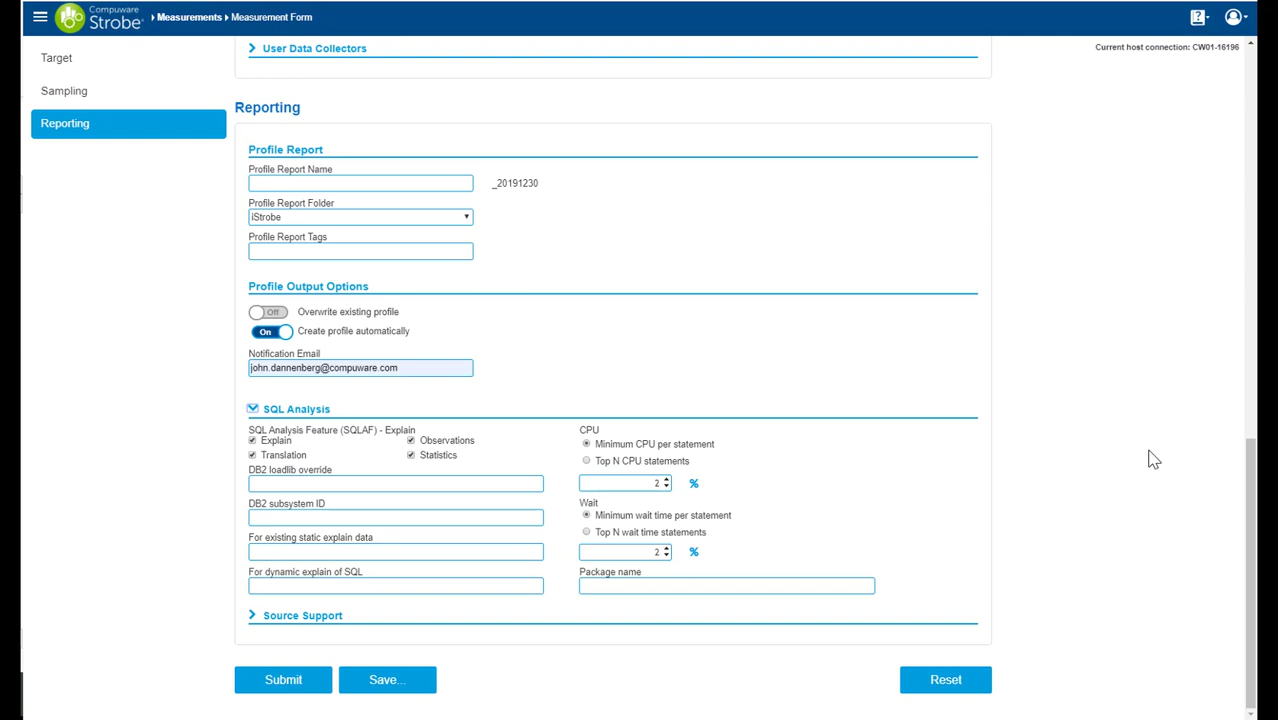 Compuware Strobe Measurements Measurement Form
Target
Sampling
Reporting
User Data Collectors
Current host connection: CW01-16196
Reporting
Profile Report
Profile Report Name
_20191230
Profile Report Folder
iStrobe
Profile Report Tags
Profile Output Options
Off Overwrite existing profile
On Create profile automatically
Notification Email
john.dannenberg@compuware.com
SQL Analysis
SQL Analysis Feature (SQLAF) - Explain
Explain Observations
Translation Statistics
DB2 loadlib override
DB2 subsystem ID
For existing static explain data
For dynamic explain of SQL
CPU
Minimum CPU per statement
Top N CPU statements
2 %
Wait
Minimum wait time per statement
Top N wait time statements
2 %
Package name
Source Support
Submit Save... Reset